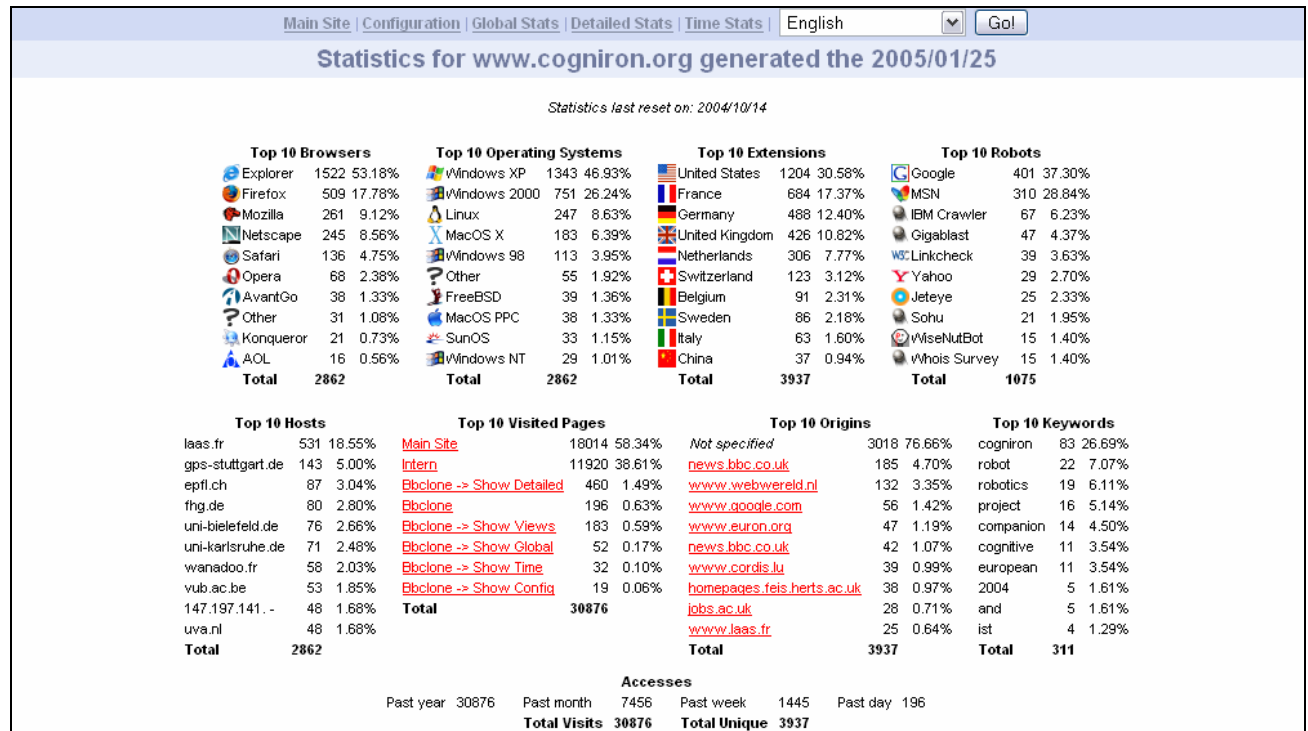 Main Site | Configuration | Global Stats | Detailed Stats | Time Stats | English Go!
Statistics for www.cogniron.org generated the 2005/01/25
Statistics last reset on: 2004/10/14
Top 10 Browsers
Explorer 1522 53.18%
Firefox 509 17.78%
Mozilla 261 9.12%
Netscape 245 8.56%
Safari 136 4.75%
Opera 68 2.38%
AvantGo 38 1.33%
Other 31 1.08%
Konqueror 21 0.73%
AOL 16 0.56%
Total 2862
Top 10 Operating Systems
Windows XP 1343 46.93%
Windows 2000 751 26.24%
Linux 247 8.63%
MacOS X 183 6.39%
Windows 98 113 3.95%
Other 55 1.92%
FreeBSD 39 1.36%
MacOS PPC 38 1.33%
SunOS 33 1.15%
Windows NT 29 1.01%
Total 2862
Top 10 Extensions
United States 1204 30.58%
France 684 17.37%
Germany 488 12.40%
United Kingdom 426 10.82%
Netherlands 306 7.77%
Switzerland 123 3.12%
Belgium 91 2.31%
Sweden 86 2.18%
Italy 63 1.60%
China 37 0.94%
Total 3937
Top 10 Robots
Google 401 37.30%
MSN 310 28.84%
IBM Crawler 67 6.23%
Gigablast 47 4.37%
Linkcheck 39 3.63%
Yahoo 29 2.70%
Jeteye 25 2.33%
Sohu 21 1.95%
WiseNutBot 15 1.40%
Whois Survey 15 1.40%
Total 1075
Top 10 Hosts
laas.fr 531 18.55%
gps-stuttgart.de 143 5.00%
epfl.ch 87 3.04%
fhg.de 80 2.80%
uni-bielefeld.de 76 2.66%
uni-karlsruhe.de 71 2.48%
wanadoo.fr 58 2.03%
vub.ac.be 53 1.85%
147.197.141. - 48 1.68%
uva.nl 48 1.68%
Total 2862
Top 10 Visited Pages
Main Site 18014 58.34%
Intern 11920 38.61%
Bbclone -> Show Detailed 460 1.49%
Bbclone 196 0.63%
Bbclone -> Show Views 183 0.59%
Bbclone -> Show Global 52 0.17%
Bbclone -> Show Time 32 0.10%
Bbclone -> Show Config 19 0.06%
Total 30876
Top 10 Origins
Not specified 3018 76.66%
news.bbc.co.uk 185 4.70%
www.webwereld.nl 132 3.35%
www.google.com 56 1.42%
www.euron.org 47 1.19%
news.bbc.co.uk 42 1.07%
www.cordis.lu 39 0.99%
homepages.feis.herts.ac.uk 38 0.97%
jobs.ac.uk 28 0.71%
www.laas.fr 25 0.64%
Total 3937
Top 10 Keywords
cogniron 83 26.69%
robot 22 7.07%
robotics 19 6.11%
project 16 5.14%
companion 14 4.50%
cognitive 11 3.54%
european 11 3.54%
2004 5 1.61%
and 5 1.61%
ist 4 1.29%
Total 311
Accesses
Past year 30876 Past month 7456 Past week 1445 Past day 196
Total Visits 30876 Total Unique 3937